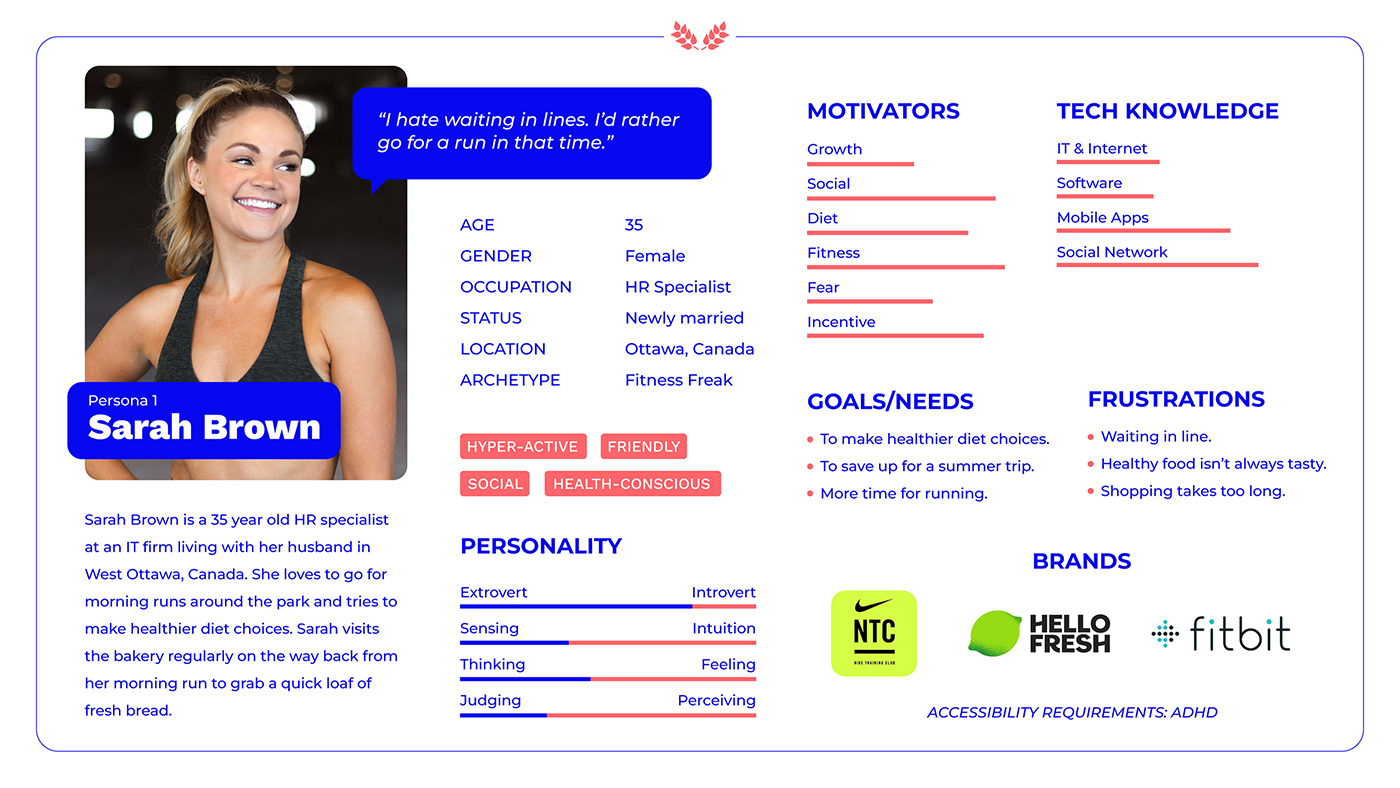 “I hate waiting in lines. I’d rather
go for a run in that time.”
Persona 1
Sarah Brown
Sarah Brown is a 35 year old HR specialist
at an IT firm living with her husband in
West Ottawa, Canada. She loves to go for
morning runs around the park and tries to
make healthier diet choices. Sarah visits
the bakery regularly on the way back from
her morning run to grab a quick loaf of
fresh bread.
AGE 35
GENDER Female
OCCUPATION HR Specialist
STATUS Newly married
LOCATION Ottawa, Canada
ARCHETYPE Fitness Freak
HYPER-ACTIVE FRIENDLY
SOCIAL HEALTH-CONSCIOUS
PERSONALITY
Extrovert Introvert
Sensing Intuition
Thinking Feeling
Judging Perceiving
MOTIVATORS
Growth
Social
Diet
Fitness
Fear
Incentive
TECH KNOWLEDGE
IT & Internet
Software
Mobile Apps
Social Network
GOALS/NEEDS
To make healthier diet choices.
To save up for a summer trip.
More time for running.
FRUSTRATIONS
Waiting in line.
Healthy food isn’t always tasty.
Shopping takes too long.
BRANDS
NTC
NIKE TRAINING CLUB
HELLO
FRESH
fitbit
ACCESSIBILITY REQUIREMENTS: ADHD